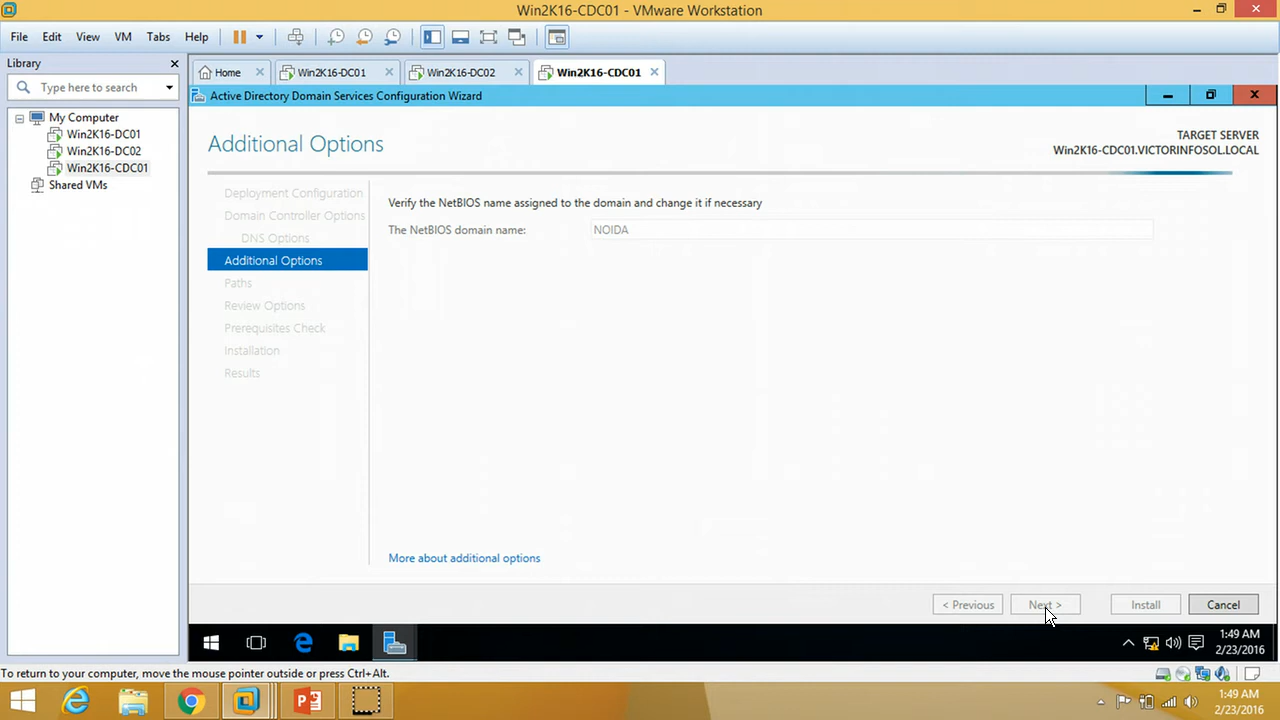 Win2K16-CDC01 - VMware Workstation
File Edit View VM Tabs Help
Library
Type here to search
My Computer
Win2K16-DC01
Win2K16-DC02
Win2K16-CDC01
Shared VMs
Home Win2K16-DC01 Win2K16-DC02 Win2K16-CDC01
Active Directory Domain Services Configuration Wizard
Additional Options
TARGET SERVER
Win2K16-CDC01.VICTORINFOSOL.LOCAL
Deployment Configuration
Domain Controller Options
DNS Options
Additional Options
Paths
Review Options
Prerequisites Check
Installation
Results
Verify the NetBIOS name assigned to the domain and change it if necessary
The NetBIOS domain name: NOIDA
More about additional options
< Previous Next > Install Cancel
1:49 AM
2/23/2016
To return to your computer, move the mouse pointer outside or press Ctrl+Alt.
1:49 AM
2/23/2016